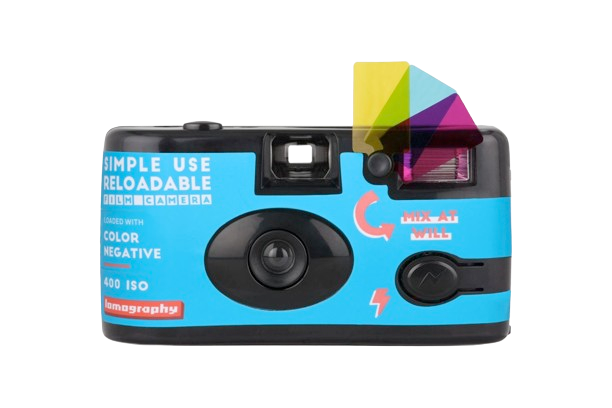 SIMPLE USE
RELOADABLE
FILM CAMERA
LOADED WITH
COLOR
NEGATIVE
400 ISO
lomography
MIX AT
WILL